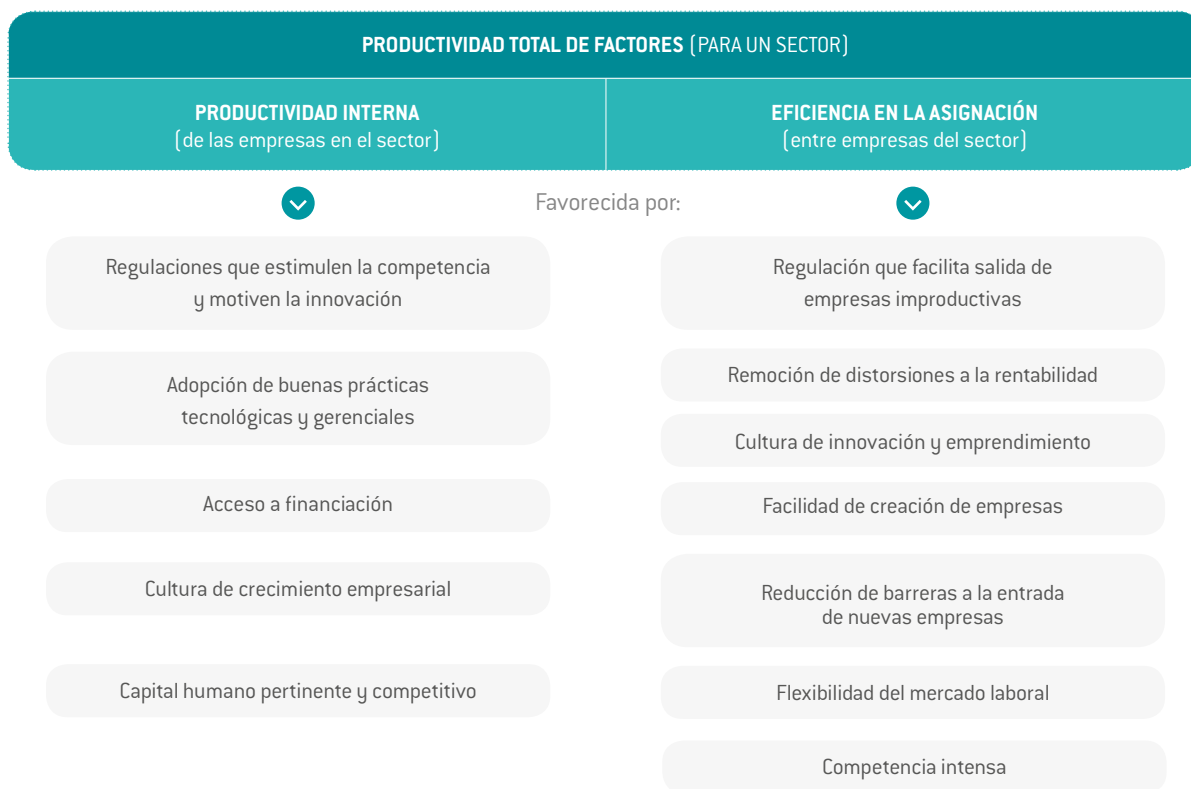 PRODUCTIVIDAD TOTAL DE FACTORES (PARA UN SECTOR)
PRODUCTIVIDAD INTERNA
(de las empresas en el sector)
EFICIENCIA EN LA ASIGNACIÓN
(entre empresas del sector)
Favorecida por:
Regulaciones que estimulen la competencia
y motiven la innovación
Adopción de buenas prácticas
tecnológicas y gerenciales
Acceso a financiación
Cultura de crecimiento empresarial
Capital humano pertinente y competitivo
Regulación que facilita salida de
empresas improductivas
Remoción de distorsiones a la rentabilidad
Cultura de innovación y emprendimiento
Facilidad de creación de empresas
Reducción de barreras a la entrada
de nuevas empresas
Flexibilidad del mercado laboral
Competencia intensa